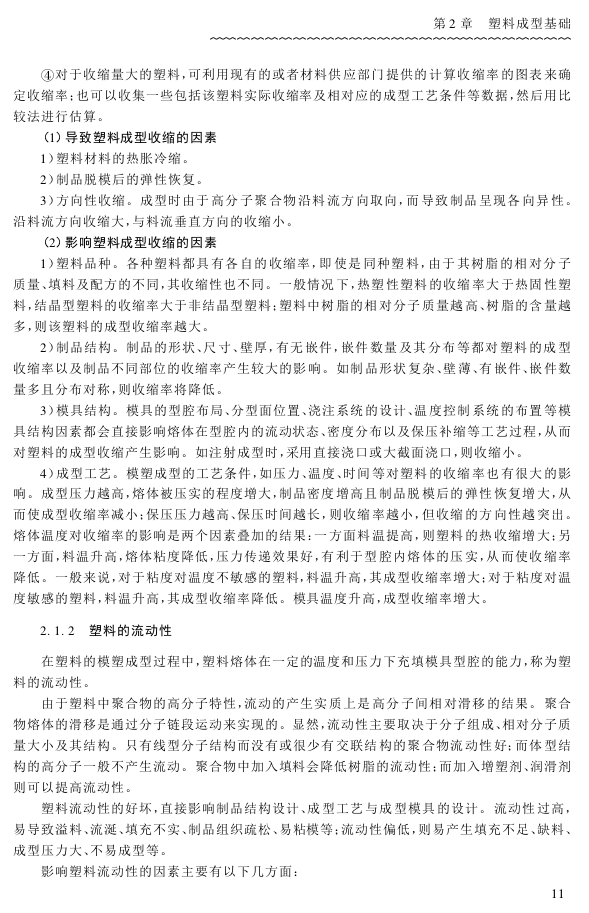 第 2 章　塑料成型基础
④对于收缩量大的塑料,可利用现有的或者材料供应部门提供的计算收缩率的图表来确
定收缩率;也可以收集一些包括该塑料实际收缩率及相对应的成型工艺条件等数据,然后用比
较法进行估算。
(1)导致塑料成型收缩的因素
1)塑料材料的热胀冷缩。
2)制品脱模后的弹性恢复。
3)方向性收缩。成型时由于高分子聚合物沿料流方向取向,而导致制品呈现各向异性。
沿料流方向收缩大,与料流垂直方向的收缩小。
(2)影响塑料成型收缩的因素
1)塑料品种。各种塑料都具有各自的收缩率,即使是同种塑料,由于其树脂的相对分子
质量、填料及配方的不同,其收缩性也不同。一般情况下,热塑性塑料的收缩率大于热固性塑
料,结晶型塑料的收缩率大于非结晶型塑料;塑料中树脂的相对分子质量越高、树脂的含量越
多,则该塑料的成型收缩率越大。
2)制品结构。制品的形状、尺寸、壁厚,有无嵌件,嵌件数量及其分布等都对塑料的成型
收缩率以及制品不同部位的收缩率产生较大的影响。如制品形状复杂、壁薄、有嵌件、嵌件数
量多且分布对称,则收缩率将降低。
3)模具结构。模具的型腔布局、分型面位置、浇注系统的设计、温度控制系统的布置等模
具结构因素都会直接影响熔体在型腔内的流动状态、密度分布以及保压补缩等工艺过程,从而
对塑料的成型收缩产生影响。如注射成型时,采用直接浇口或大截面浇口,则收缩小。
4)成型工艺。模塑成型的工艺条件,如压力、温度、时间等对塑料的收缩率也有很大的影
响。成型压力越高,熔体被压实的程度增大,制品密度增高且制品脱模后的弹性恢复增大,从
而使成型收缩率减小;保压压力越高、保压时间越长,则收缩率越小,但收缩的方向性越突出。
熔体温度对收缩率的影响是两个因素叠加的结果:一方面料温提高,则塑料的热收缩增大;另
一方面,料温升高,熔体粘度降低,压力传递效果好,有利于型腔内熔体的压实,从而使收缩率
降低。一般来说,对于粘度对温度不敏感的塑料,料温升高,其成型收缩率增大;对于粘度对温
度敏感的塑料,料温升高,其成型收缩率降低。模具温度升高,成型收缩率增大。
2.1.2　塑料的流动性
在塑料的模塑成型过程中,塑料熔体在一定的温度和压力下充填模具型腔的能力,称为塑
料的流动性。
由于塑料中聚合物的高分子特性,流动的产生实质上是高分子间相对滑移的结果。聚合
物熔体的滑移是通过分子链段运动来实现的。显然,流动性主要取决于分子组成、相对分子质
量大小及其结构。只有线型分子结构而没有或很少有交联结构的聚合物流动性好;而体型结
构的高分子一般不产生流动。聚合物中加入填料会降低树脂的流动性;而加入增塑剂、润滑剂
则可以提高流动性。
塑料流动性的好坏,直接影响制品结构设计、成型工艺与成型模具的设计。流动性过高,
易导致溢料、流涎、填充不实、制品组织疏松、易粘模等;流动性偏低,则易产生填充不足、缺料、
成型压力大、不易成型等。
影响塑料流动性的因素主要有以下几方面:
11